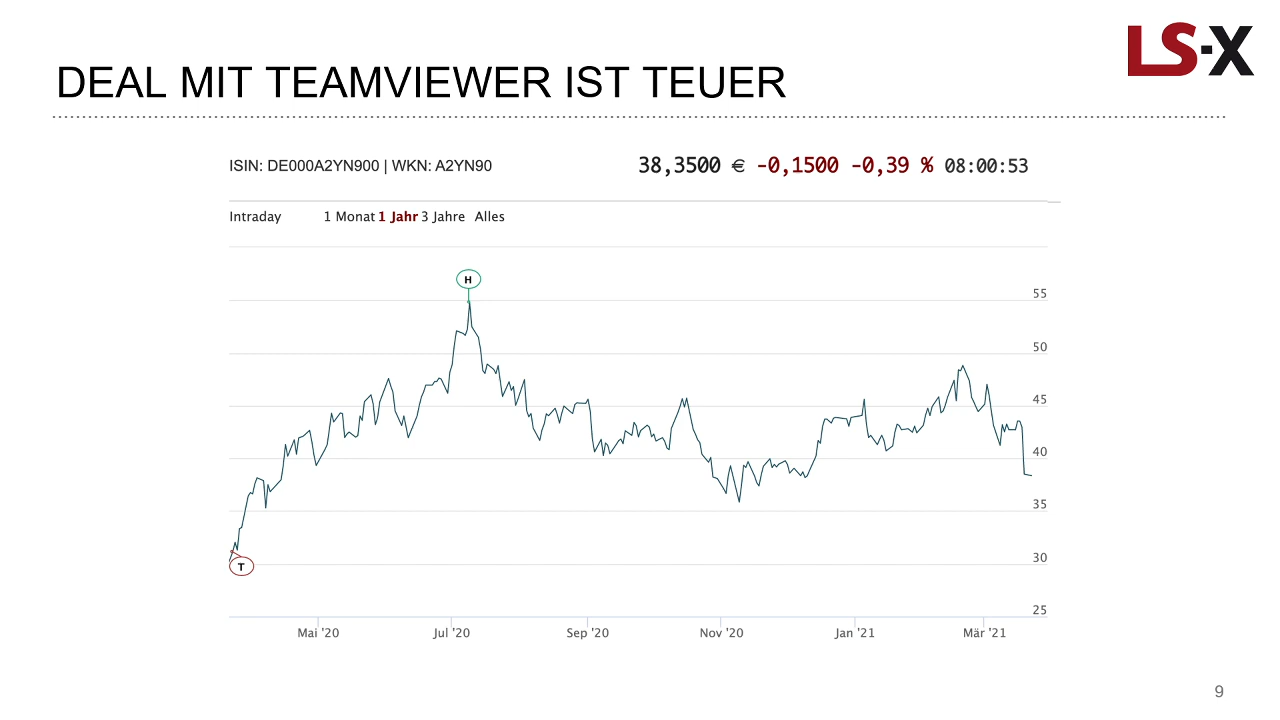 LS-X
DEAL MIT TEAMVIEWER IST TEUER
ISIN: DE000A2YN900 | WKN: A2YN90
38,3500 € -0,1500 -0,39 % 08:00:53
Intraday 1 Monat 1 Jahr 3 Jahre Alles
H
55
50
45
40
35
30
T
25
Mai '20 Jul '20 Sep '20 Nov '20 Jan '21 Mär '21
9